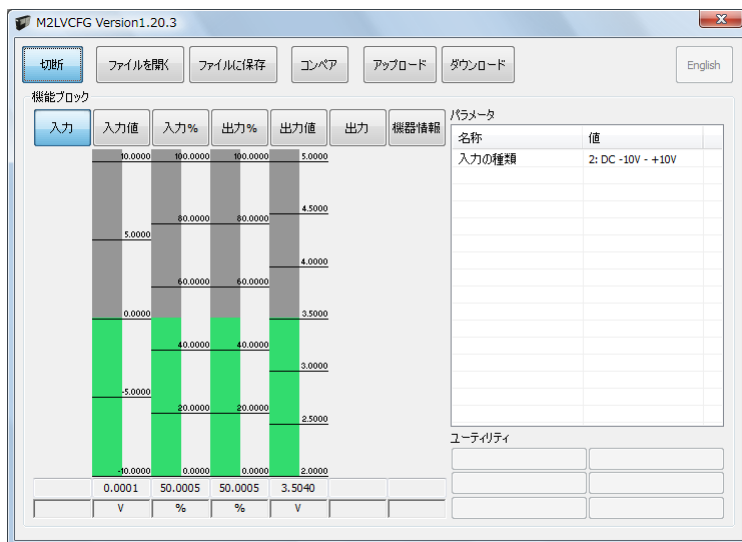 M2LVCFG Version1.20.3
切断 ファイルを開く ファイルに保存 コンペア アップロード ダウンロード English
機能ブロック
入力 入力値 入力% 出力% 出力値 出力 機器情報
10.0000 100.0000 100.0000 5.0000
4.5000
80.0000 80.0000
5.0000
4.0000
60.0000 60.0000
0.0000 3.5000
40.0000 40.0000
3.0000
-5.0000
20.0000 20.0000
2.5000
-10.0000 0.0000 0.0000 2.0000
0.0001 50.0005 50.0005 3.5040
V % % V
パラメータ
名称 値
入力の種類 2: DC -10V - +10V
ユーティリティ